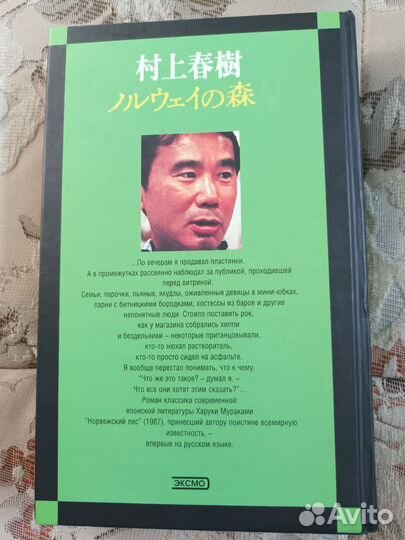 村上春樹
ノルウェイの森
...По вечерам я продавал пластинки.
А в промежутках рассеянно наблюдал за публикой, проходившей
перед витриной.
Семьи, парочки, пьяные, якудзы, оживленные девицы в мини-юбках,
парни с битницкими бородками, хостессы из баров и другие
непонятные люди. Стоило поставить рок,
как у магазина собрались хиппи
и бездельники – некоторые пританцовывали,
кто-то нюхал растворитель,
кто-то просто сидел на асфальте.
Я вообще перестал понимать, что к чему.
"Что же это такое? – думал я. –
Что все они хотят этим сказать?"...
Роман классика современной
японской литературы Харуки Мураками
"Норвежский лес" (1987), принесший автору поистине всемирную
известность, –
впервые на русском языке.
ЭКСМО
Avito